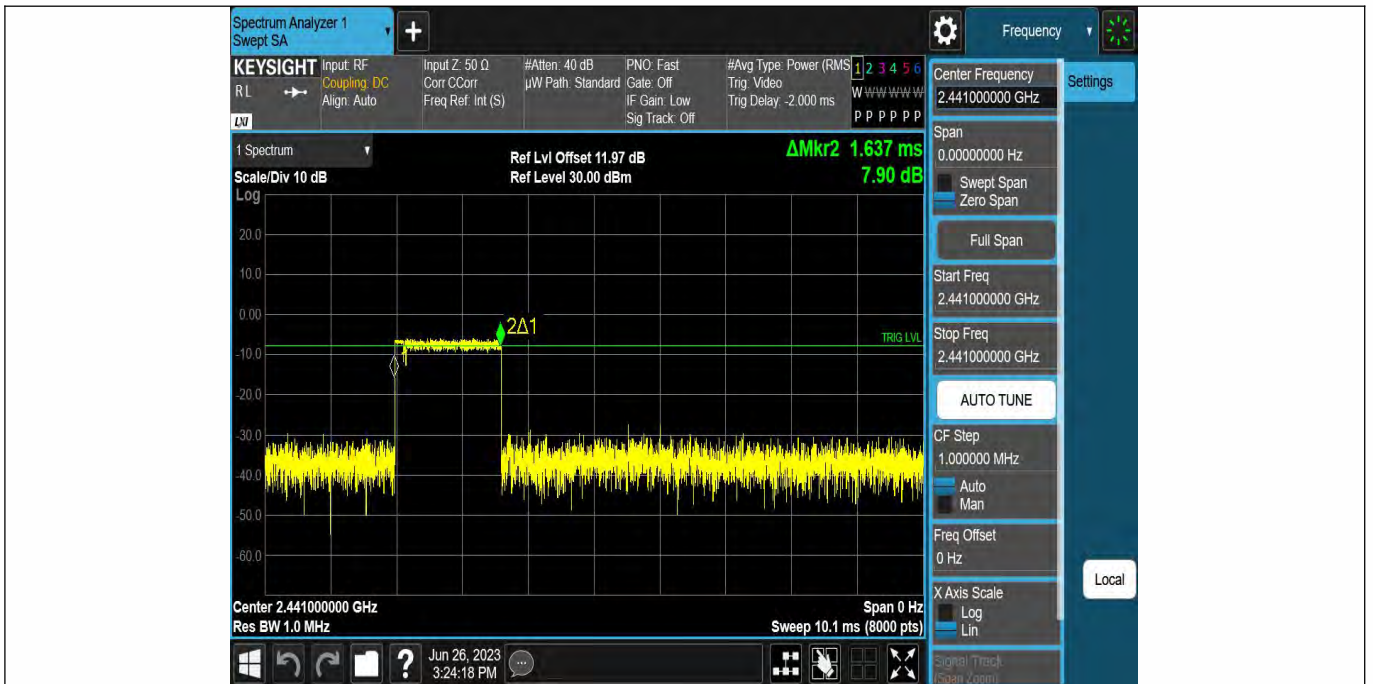 Spectrum Analyzer 1
Swept SA
Frequency
KEYSIGHT
RL
LXI
Input: RF
Coupling: DC
Align: Auto
Input Z: 50 Ω
Corr CCorr
Freq Ref: Int (S)
#Atten: 40 dB
µW Path: Standard
PNO: Fast
Gate: Off
IF Gain: Low
Sig Track: Off
#Avg Type: Power (RMS
Trig: Video
Trig Delay: -2.000 ms
1 2 3 4 5 6
W W W W W W
P P P P P P
1 Spectrum
Scale/Div 10 dB
Log
Ref Lvl Offset 11.97 dB
Ref Level 30.00 dBm
ΔMkr2 1.637 ms
7.90 dB
20.0
10.0
0.00
-10.0
-20.0
-30.0
-40.0
-50.0
-60.0
2Δ1
TRIG LVL
Center 2.441000000 GHz
Res BW 1.0 MHz
Span 0 Hz
Sweep 10.1 ms (8000 pts)
Center Frequency
2.441000000 GHz
Settings
Span
0.00000000 Hz
Swept Span
Zero Span
Full Span
Start Freq
2.441000000 GHz
Stop Freq
2.441000000 GHz
AUTO TUNE
CF Step
1.000000 MHz
Auto
Man
Freq Offset
0 Hz
X Axis Scale
Log
Lin
Signal Track
(Span Zoom)
Local
?
Jun 26, 2023
3:24:18 PM